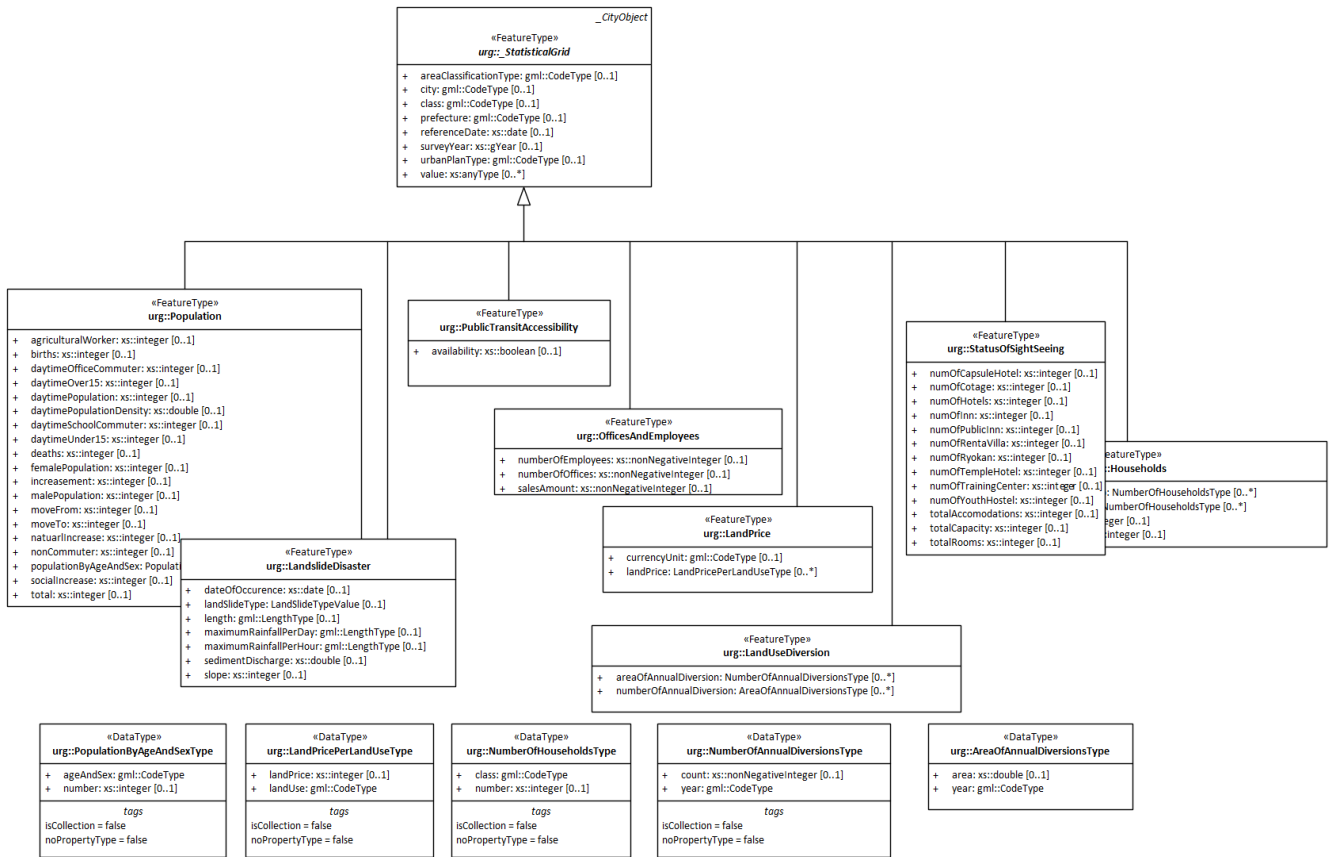 _CityObject
«FeatureType»
urg::_StatisticalGrid
+ areaClassificationType: gml::CodeType [0..1]
+ city: gml::CodeType [0..1]
+ class: gml::CodeType [0..1]
+ prefecture: gml::CodeType [0..1]
+ referenceDate: xs::date [0..1]
+ surveyYear: xs::gYear [0..1]
+ urbanPlanType: gml::CodeType [0..1]
+ value: xs:anyType [0..*]
«FeatureType»
urg::Population
+ agriculturalWorker: xs::integer [0..1]
+ births: xs::integer [0..1]
+ daytimeOfficeCommuter: xs::integer [0..1]
+ daytimeOver15: xs::integer [0..1]
+ daytimePopulation: xs::integer [0..1]
+ daytimePopulationDensity: xs::double [0..1]
+ daytimeSchoolCommuter: xs::integer [0..1]
+ daytimeUnder15: xs::integer [0..1]
+ deaths: xs::integer [0..1]
+ femalePopulation: xs::integer [0..1]
+ increasement: xs::integer [0..1]
+ malePopulation: xs::integer [0..1]
+ moveFrom: xs::integer [0..1]
+ moveTo: xs::integer [0..1]
+ natuarlIncrease: xs::integer [0..1]
+ nonCommuter: xs::integer [0..1]
+ populationByAgeAndSex: Populati
+ socialIncrease: xs::integer [0..1]
+ total: xs::integer [0..1]
«FeatureType»
urg::LandslideDisaster
+ dateOfOccurence: xs::date [0..1]
+ landSlideType: LandSlideTypeValue [0..1]
+ length: gml::LengthType [0..1]
+ maximumRainfallPerDay: gml::LengthType [0..1]
+ maximumRainfallPerHour: gml::LengthType [0..1]
+ sedimentDischarge: xs::double [0..1]
+ slope: xs::integer [0..1]
«FeatureType»
urg::PublicTransitAccessibility
+ availability: xs::boolean [0..1]
«FeatureType»
urg::OfficesAndEmployees
+ numberOfEmployees: xs::nonNegativeInteger [0..1]
+ numberOfOffices: xs::nonNegativeInteger [0..1]
+ salesAmount: xs::nonNegativeInteger [0..1]
«FeatureType»
urg::LandPrice
+ currencyUnit: gml::CodeType [0..1]
+ landPrice: LandPricePerLandUseType [0..*]
«FeatureType»
urg::LandUseDiversion
+ areaOfAnnualDiversion: NumberOfAnnualDiversionsType [0..*]
+ numberOfAnnualDiversion: AreaOfAnnualDiversionsType [0..*]
«FeatureType»
urg::StatusOfSightSeeing
+ numOfCapsuleHotel: xs::integer [0..1]
+ numOfCotage: xs::integer [0..1]
+ numOfHotels: xs::integer [0..1]
+ numOfInn: xs::integer [0..1]
+ numOfPublicInn: xs::integer [0..1]
+ numOfRentaVilla: xs::integer [0..1]
+ numOfRyokan: xs::integer [0..1]
+ numOfTempleHotel: xs::integer [0..1]
+ numOfTrainingCenter: xs::integer [0..1]
+ numOfYouthHostel: xs::integer [0..1]
+ totalAccomodations: xs::integer [0..1]
+ totalCapacity: xs::integer [0..1]
+ totalRooms: xs::integer [0..1]
FeatureType»
::Households
: NumberOfHouseholdsType [0..*]
NumberOfHouseholdsType [0..*]
eger [0..1]
:integer [0..1]
«DataType»
urg::PopulationByAgeAndSexType
+ ageAndSex: gml::CodeType
+ number: xs::integer [0..1]
tags
isCollection = false
noPropertyType = false
«DataType»
urg::LandPricePerLandUseType
+ landPrice: xs::integer [0..1]
+ landUse: gml::CodeType
tags
isCollection = false
noPropertyType = false
«DataType»
urg::NumberOfHouseholdsType
+ class: gml::CodeType
+ number: xs::integer [0..1]
tags
isCollection = false
noPropertyType = false
«DataType»
urg::NumberOfAnnualDiversionsType
+ count: xs::nonNegativeInteger [0..1]
+ year: gml::CodeType
tags
isCollection = false
noPropertyType = false
«DataType»
urg::AreaOfAnnualDiversionsType
+ area: xs::double [0..1]
+ year: gml::CodeType